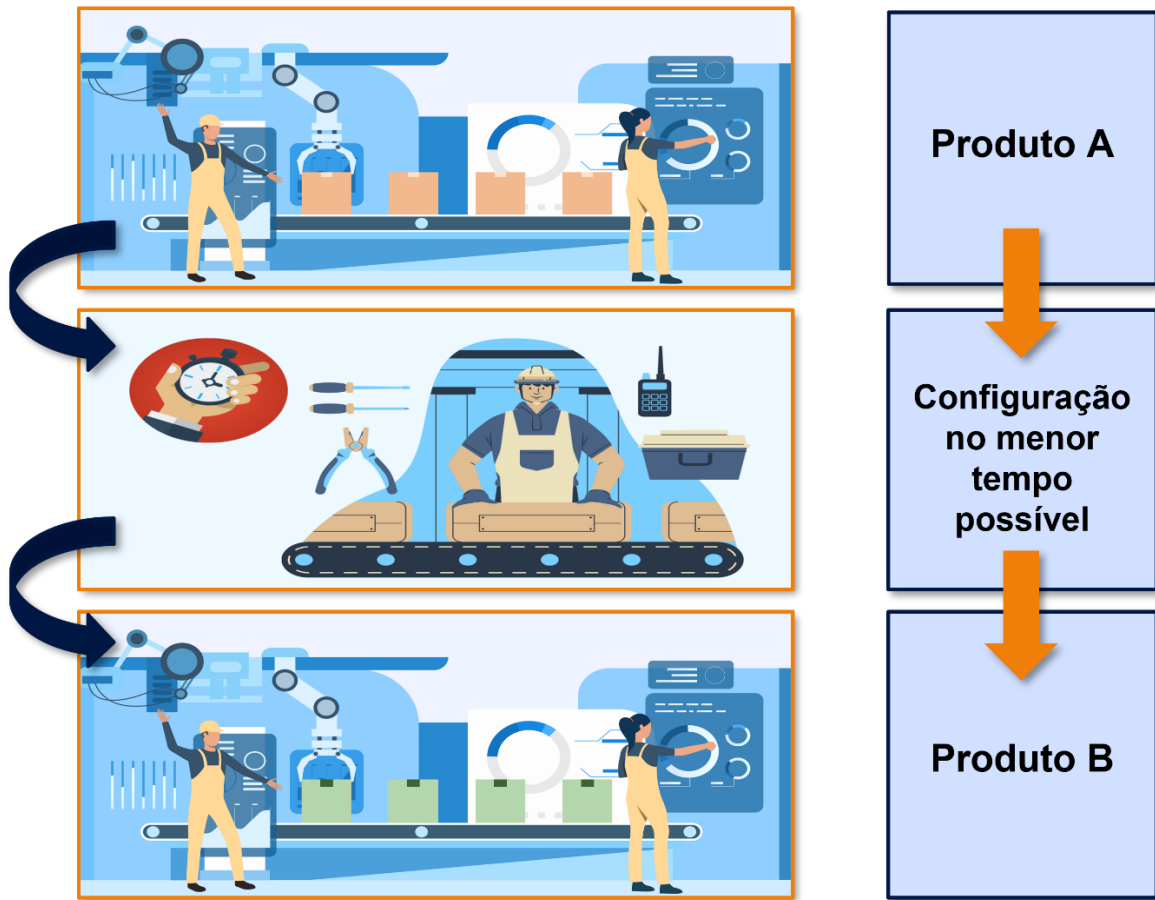 Produto A
Configuração
no menor
tempo
possível
Produto B